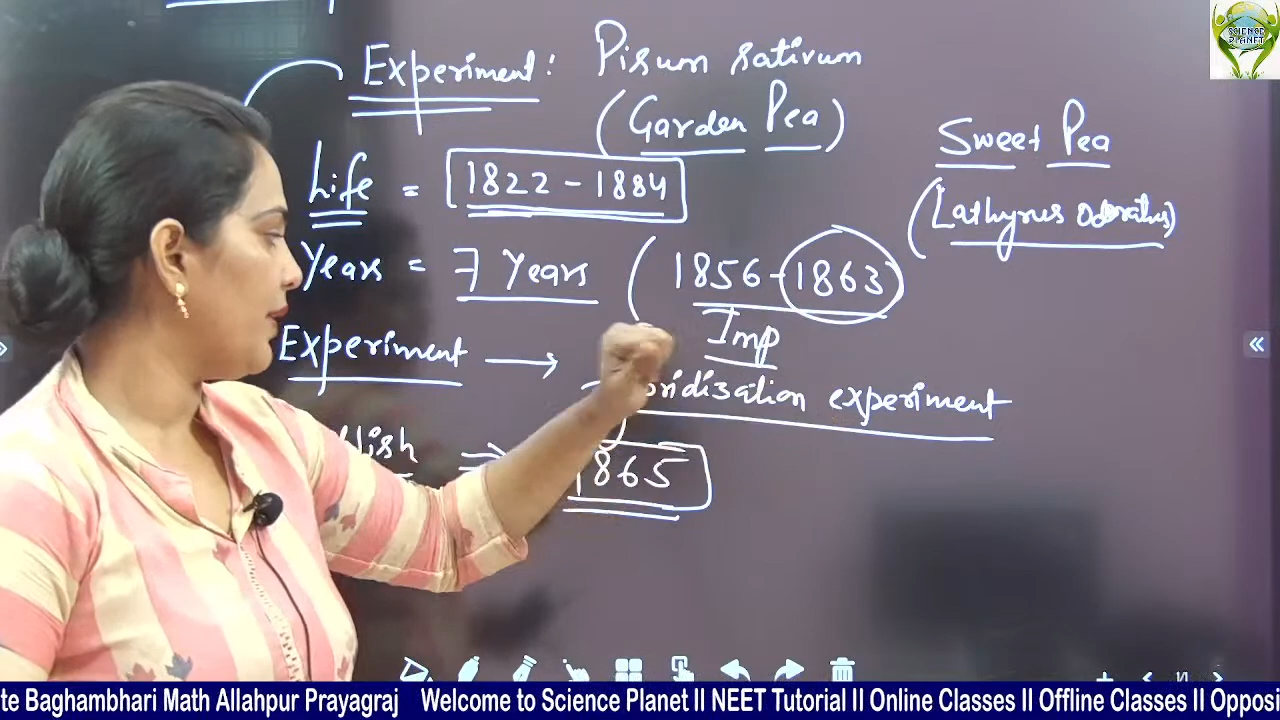 SCIENCE
PLANET
Experiment: Pisum sativum
(Garden Pea)
Sweet Pea
(Lathyrus Odoratus)
Life = 1822 - 1884
Years = 7 Years (1856 - 1863
Imp
Experiment → experiment
→ 1865
te Baghambhari Math Allahpur Prayagraj Welcome to Science Planet II NEET Tutorial II Online Classes II Offline Classes II Opposi